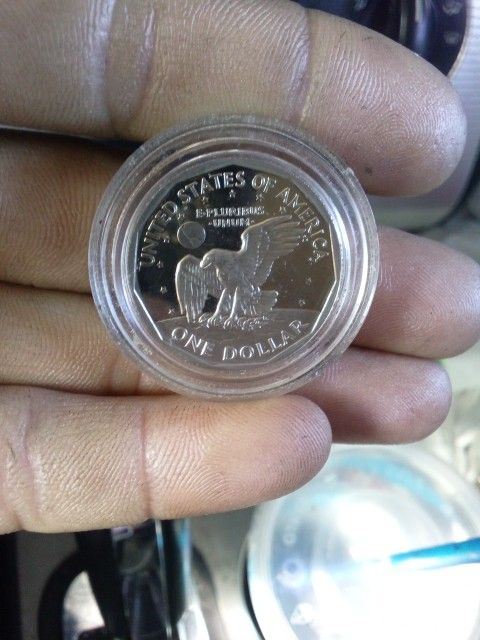 UNITED STATES OF AMERICA
E·PLURIBUS
·UNUM·
ONE DOLLAR